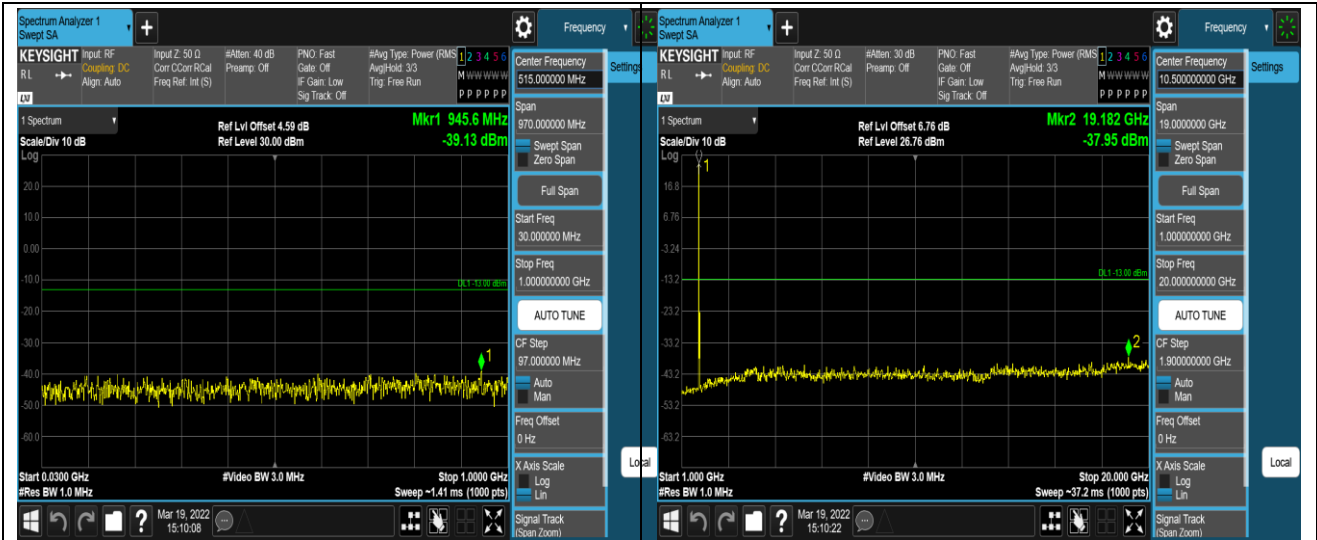 Spectrum Analyzer 1
Swept SA
Frequency
KEYSIGHT
Input: RF
Coupling: DC
Align: Auto
Input Z: 50 Ω
Corr CCorr RCal
Freq Ref: Int (S)
#Atten: 40 dB
Preamp: Off
PNO: Fast
Gate: Off
IF Gain: Low
Sig Track: Off
#Avg Type: Power (RMS
Avg|Hold: 3/3
Trig: Free Run
1 2 3 4 5 6
M W W W W W
P P P P P P
RL
LXI
1 Spectrum
Scale/Div 10 dB
Log
Ref Lvl Offset 4.59 dB
Ref Level 30.00 dBm
Mkr1 945.6 MHz
-39.13 dBm
20.0
10.0
0.00
-10.0
-20.0
-30.0
-40.0
-50.0
-60.0
DL1 -13.00 dBm
1
Start 0.0300 GHz
#Res BW 1.0 MHz
#Video BW 3.0 MHz
Stop 1.0000 GHz
Sweep ~1.41 ms (1000 pts)
Mar 19, 2022
15:10:08
?
Center Frequency
515.000000 MHz
Span
970.000000 MHz
Swept Span
Zero Span
Full Span
Start Freq
30.000000 MHz
Stop Freq
1.000000000 GHz
AUTO TUNE
CF Step
97.000000 MHz
Auto
Man
Freq Offset
0 Hz
X Axis Scale
Log
Lin
Signal Track
(Span Zoom)
Settings
Local
Spectrum Analyzer 1
Swept SA
Frequency
KEYSIGHT
Input: RF
Coupling: DC
Align: Auto
Input Z: 50 Ω
Corr CCorr RCal
Freq Ref: Int (S)
#Atten: 30 dB
Preamp: Off
PNO: Fast
Gate: Off
IF Gain: Low
Sig Track: Off
#Avg Type: Power (RMS
Avg|Hold: 3/3
Trig: Free Run
1 2 3 4 5 6
M W W W W W
P P P P P P
RL
LXI
1 Spectrum
Scale/Div 10 dB
Log
Ref Lvl Offset 6.76 dB
Ref Level 26.76 dBm
Mkr2 19.182 GHz
-37.95 dBm
1
16.8
6.76
-3.24
-13.2
-23.2
-33.2
-43.2
-53.2
-63.2
DL1 -13.00 dBm
2
Start 1.000 GHz
#Res BW 1.0 MHz
#Video BW 3.0 MHz
Stop 20.000 GHz
Sweep ~37.2 ms (1000 pts)
Mar 19, 2022
15:10:22
?
Center Frequency
10.500000000 GHz
Span
19.0000000 GHz
Swept Span
Zero Span
Full Span
Start Freq
1.000000000 GHz
Stop Freq
20.000000000 GHz
AUTO TUNE
CF Step
1.900000000 GHz
Auto
Man
Freq Offset
0 Hz
X Axis Scale
Log
Lin
Signal Track
(Span Zoom)
Settings
Local